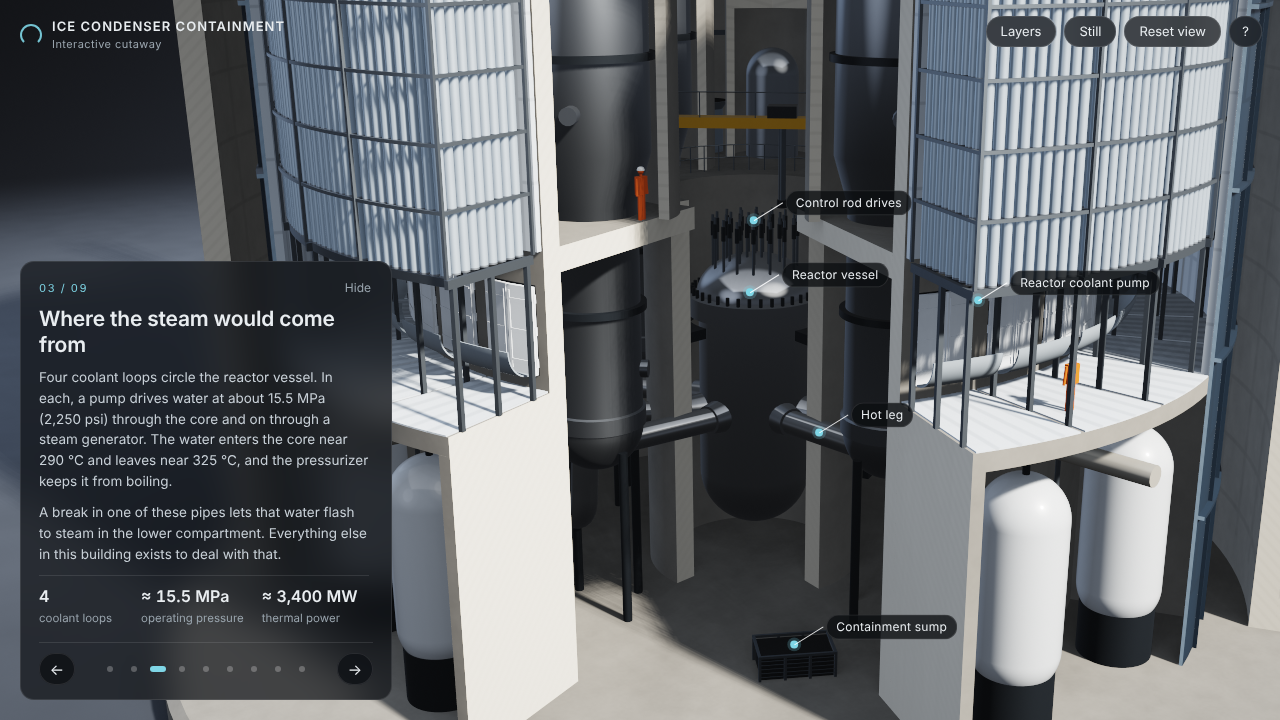 ICE CONDENSER CONTAINMENT
Interactive cutaway
Layers
Still
Reset view
?
Control rod drives
Reactor vessel
Reactor coolant pump
Hot leg
Containment sump
03 / 09
Hide
Where the steam would come
from
Four coolant loops circle the reactor vessel. In
each, a pump drives water at about 15.5 MPa
(2,250 psi) through the core and on through a
steam generator. The water enters the core near
290 °C and leaves near 325 °C, and the pressurizer
keeps it from boiling.
A break in one of these pipes lets that water flash
to steam in the lower compartment. Everything else
in this building exists to deal with that.
4
coolant loops
≈ 15.5 MPa
operating pressure
≈ 3,400 MW
thermal power